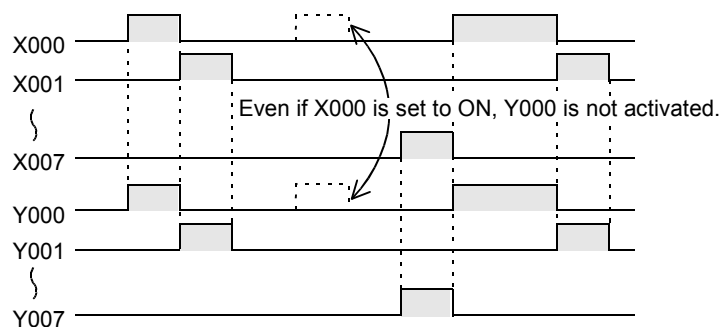 X000
X001
Even if X000 is set to ON, Y000 is not activated.
X007
Y000
Y001
Y007